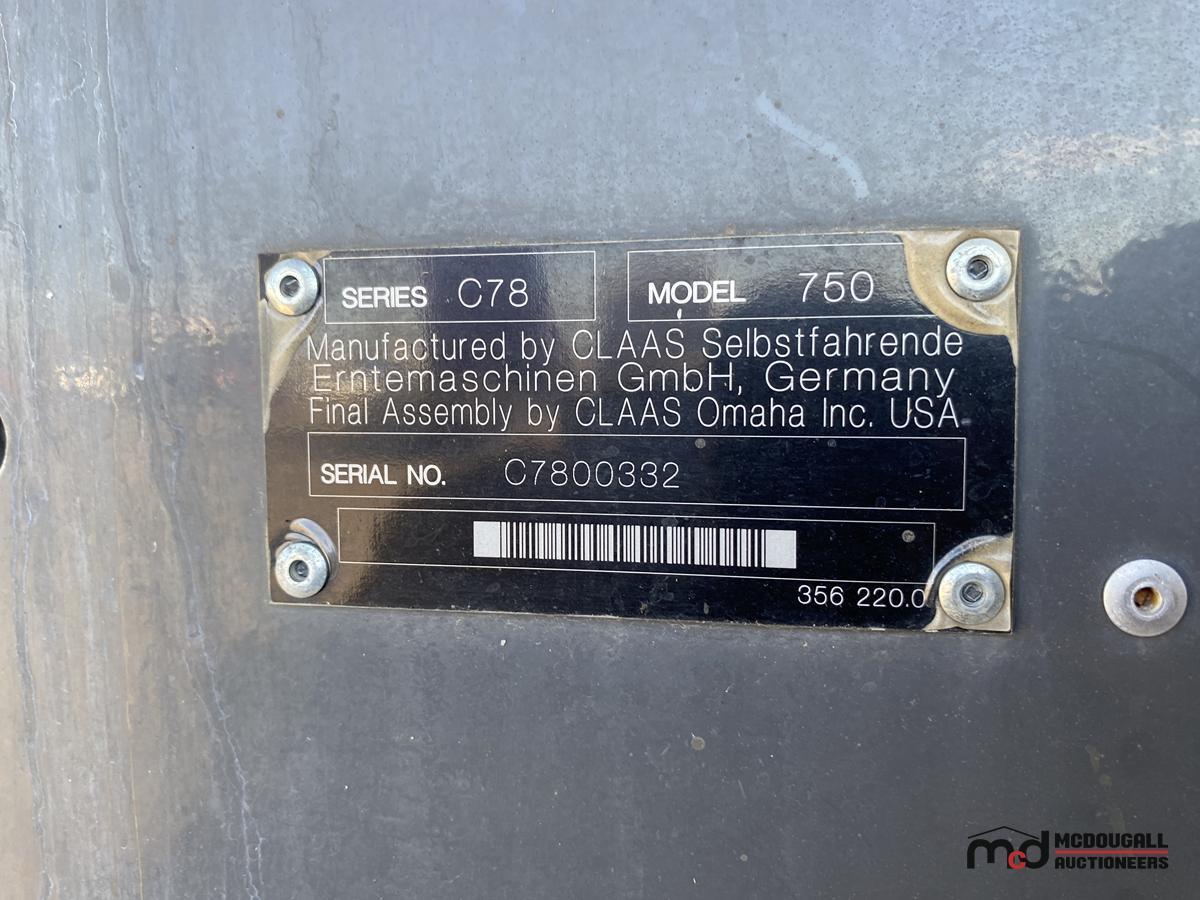 SERIES C78 MODEL 750
Manufactured by CLAAS Selbstfahrende
Erntemaschinen GmbH, Germany
Final Assembly by CLAAS Omaha Inc. USA
SERIAL NO. C7800332
356 220.0
mcd MCDOUGALL
AUCTIONEERS